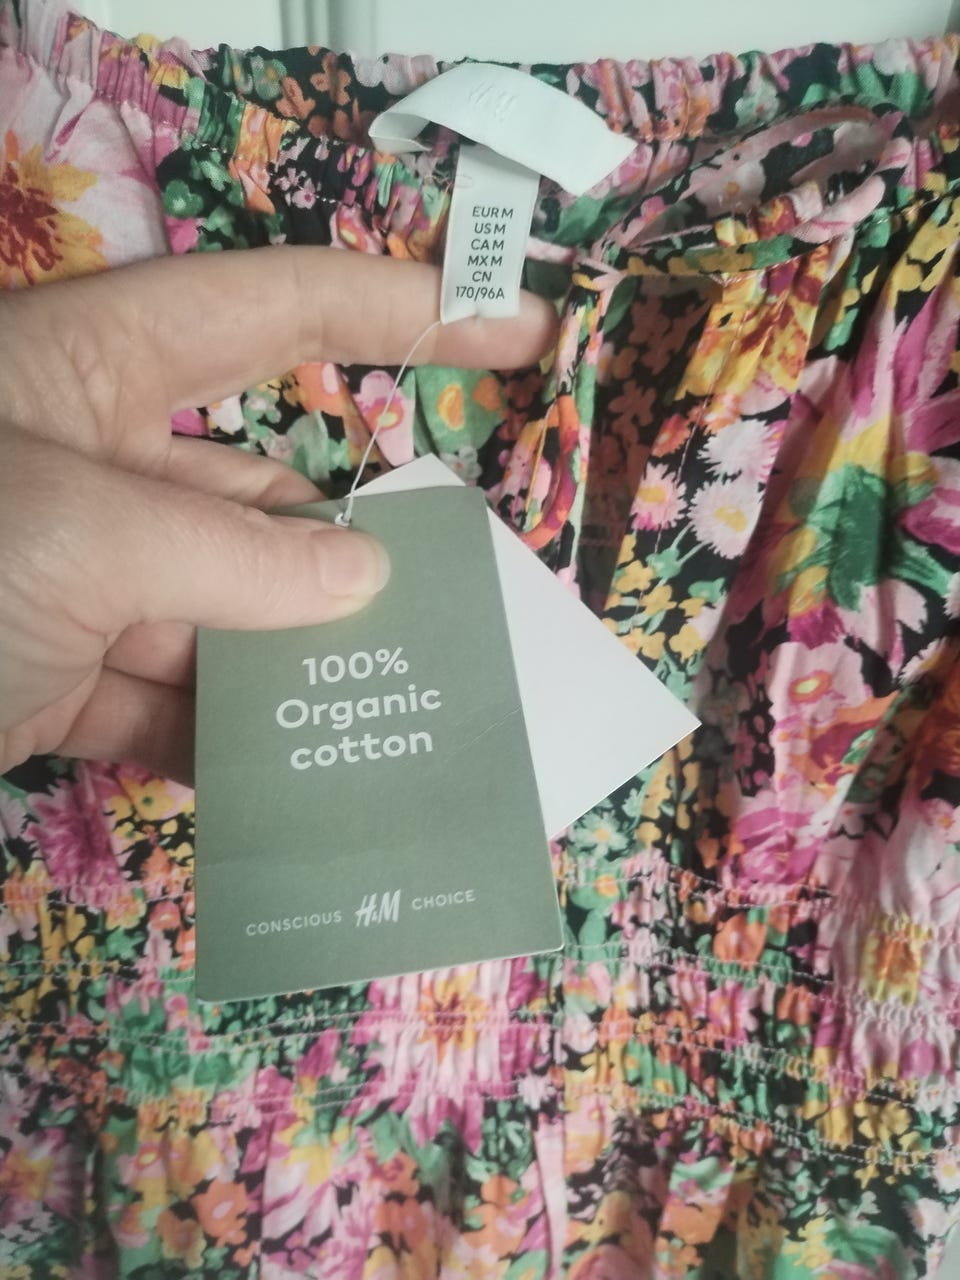 H&M
EUR M
US M
CA M
MX M
CN
170/96A
100%
Organic
cotton
CONSCIOUS H&M CHOICE